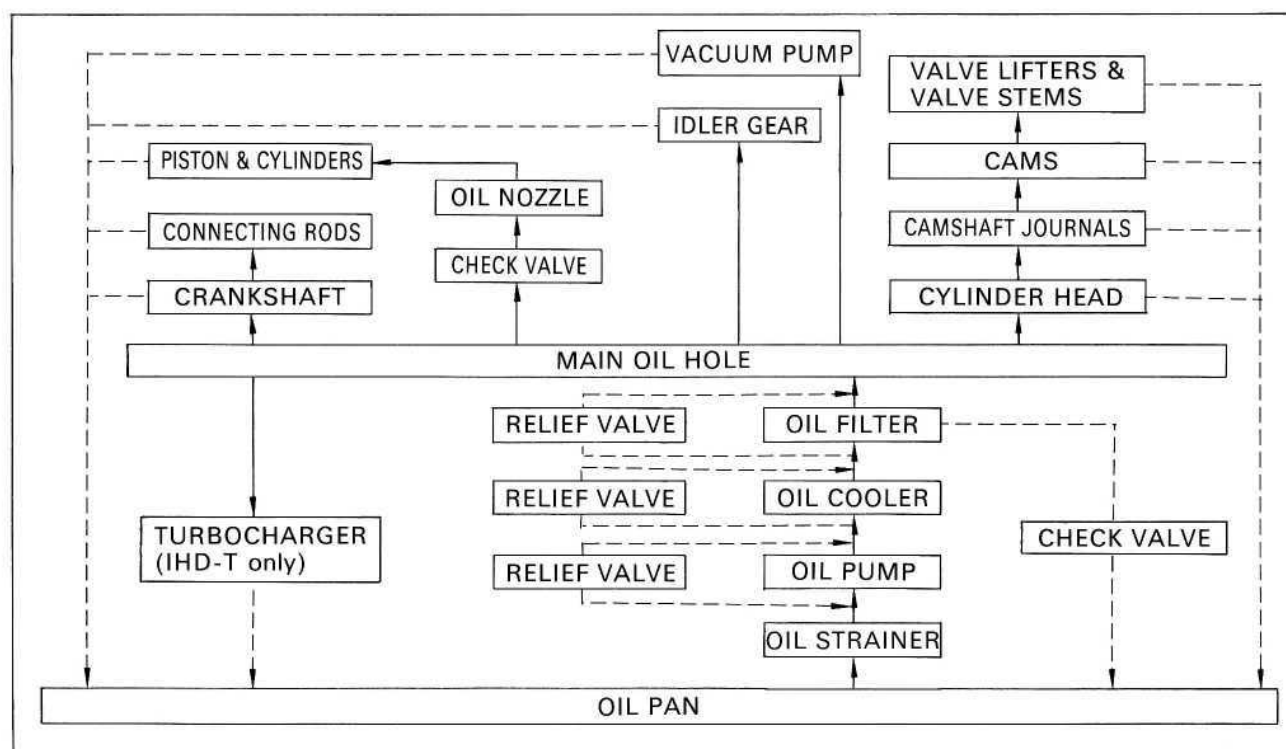 VACUUM PUMP
VALVE LIFTERS &
VALVE STEMS
IDLER GEAR
PISTON & CYLINDERS
CAMS
OIL NOZZLE
CONNECTING RODS
CAMSHAFT JOURNALS
CHECK VALVE
CRANKSHAFT
CYLINDER HEAD
MAIN OIL HOLE
RELIEF VALVE
OIL FILTER
RELIEF VALVE
OIL COOLER
TURBOCHARGER
(IHD-T only)
CHECK VALVE
RELIEF VALVE
OIL PUMP
OIL STRAINER
OIL PAN